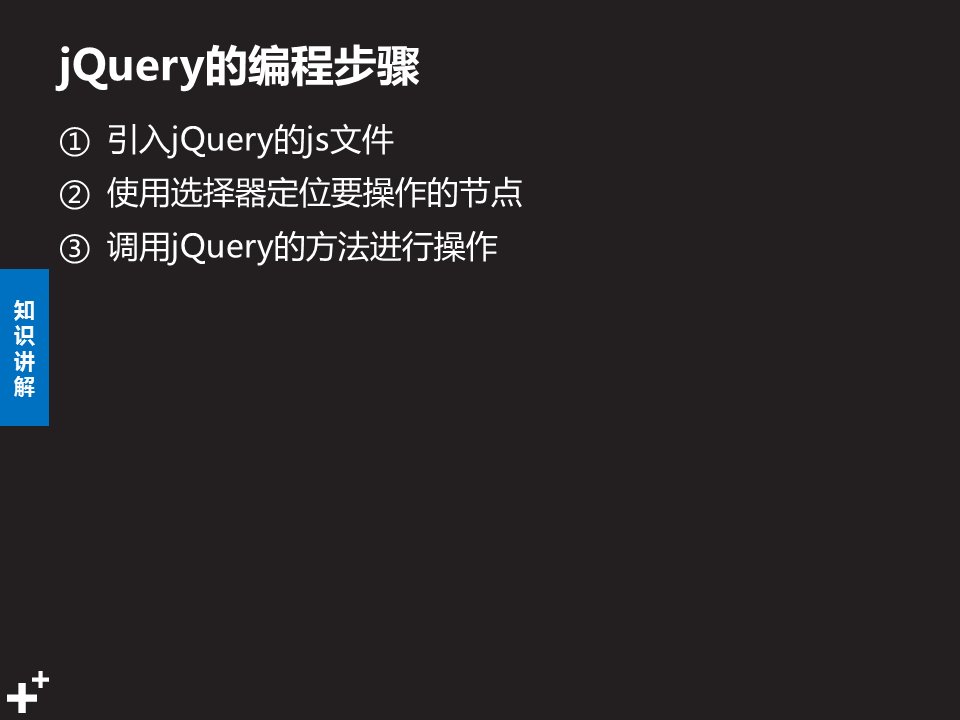 jQuery的编程步骤
① 引入jQuery的js文件
② 使用选择器定位要操作的节点
③ 调用jQuery的方法进行操作
知识讲解